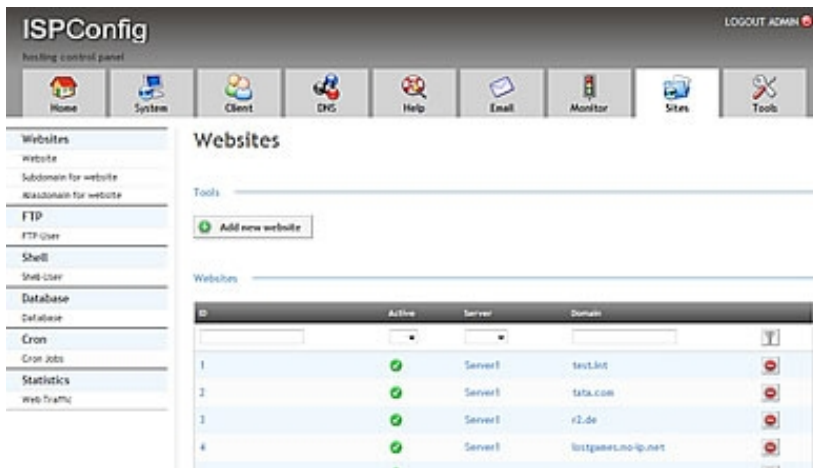 ISPConfig
LOGOUT ADMIN
hosting control panel
Home
System
Client
DNS
Help
Email
Monitor
Sites
Tools
Websites
Website
Subdomain for website
Aliasdomain for website
FTP
FTP-User
Shell
Shell-User
Database
Database
Cron
Cron Jobs
Statistics
Web Traffic
Websites
Tools
Add new website
Websites
ID Active Server Domain
1 Server1 test.int
2 Server1 tata.com
3 Server1 r2.de
4 Server1 lostgames.no-ip.net